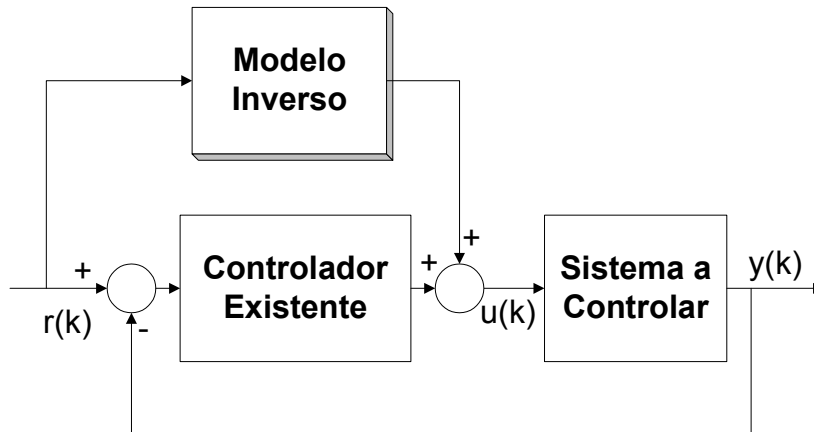 Modelo
Inverso
+
+
r(k)
-
Controlador
Existente
+
u(k)
Sistema a
Controlar
y(k)